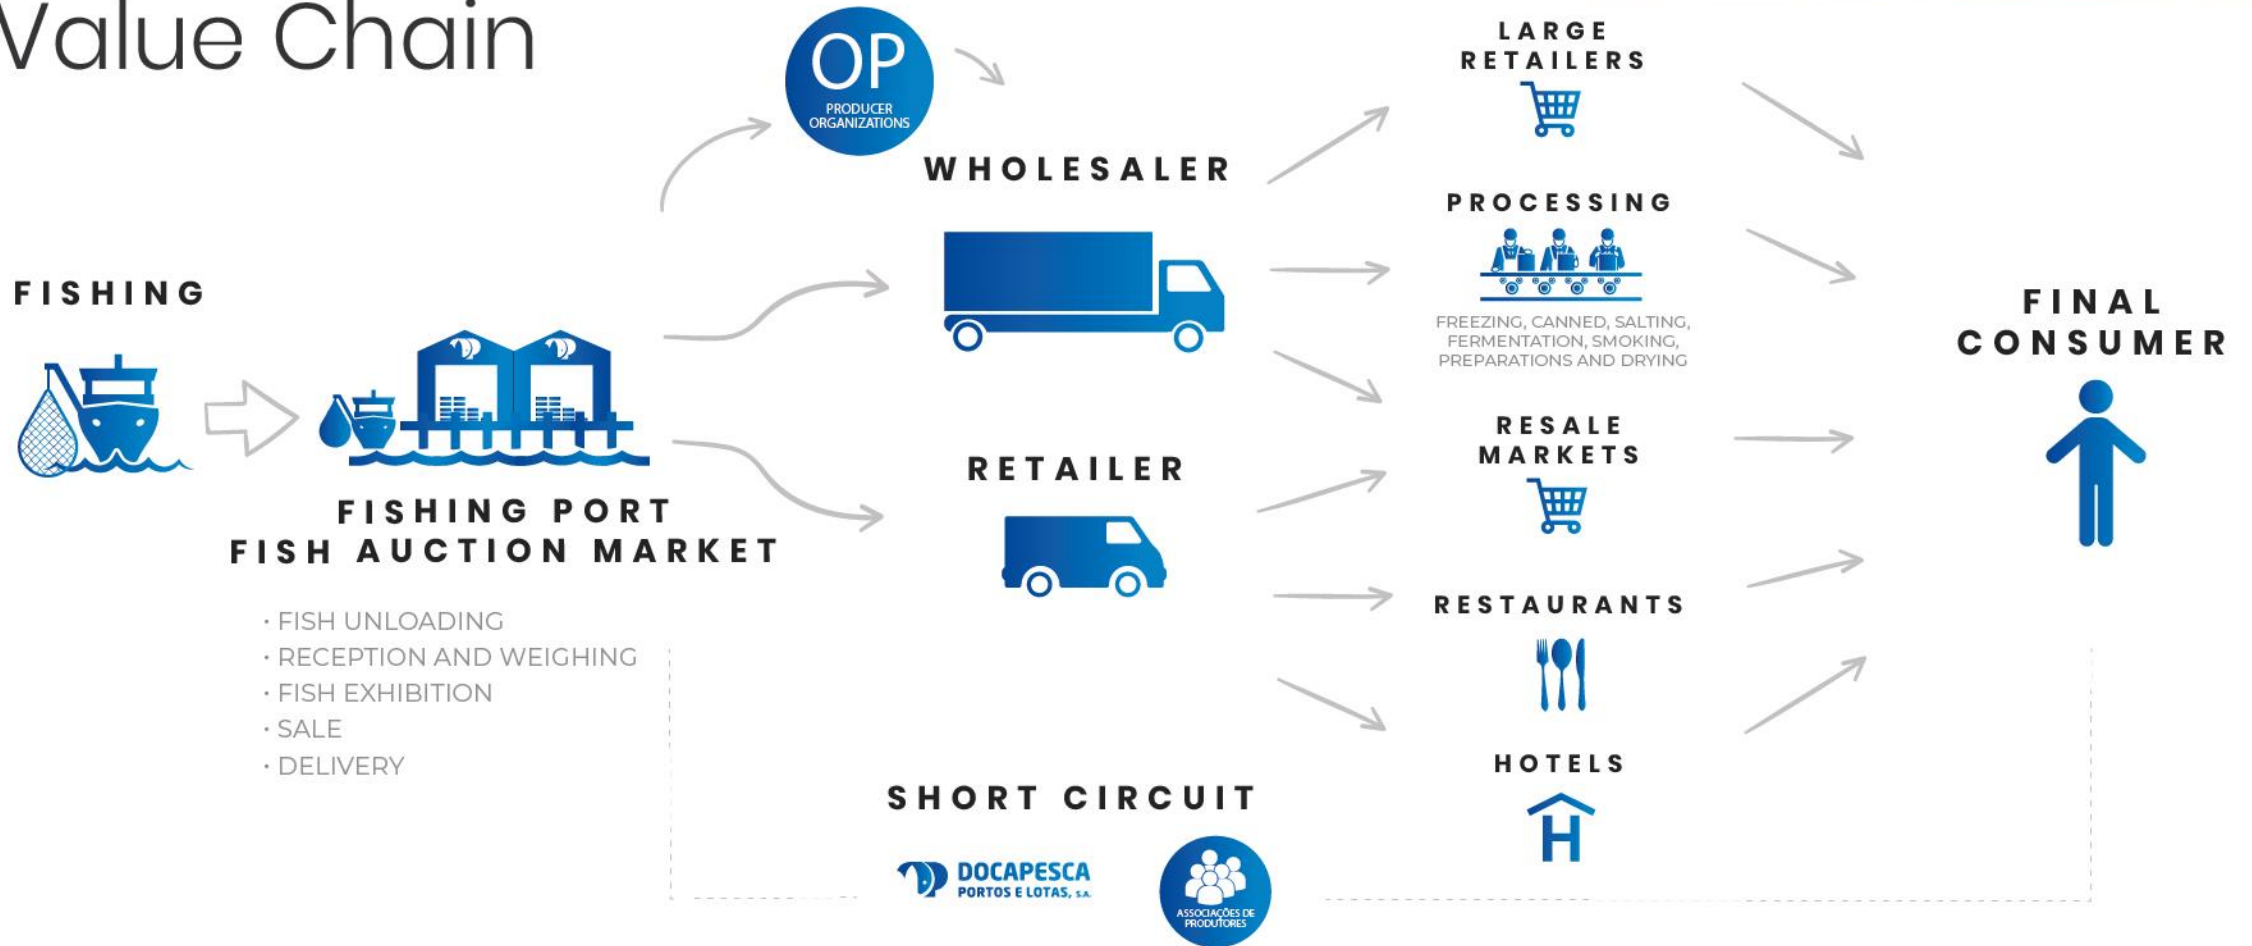 Value Chain
OP
PRODUCER
ORGANIZATIONS
LARGE
RETAILERS
WHOLESALER
PROCESSING
FREEZING, CANNED, SALTING,
FERMENTATION, SMOKING,
PREPARATIONS AND DRYING
FISHING
FINAL
CONSUMER
RESALE
MARKETS
RETAILER
FISHING PORT
FISH AUCTION MARKET
• FISH UNLOADING
• RECEPTION AND WEIGHING
• FISH EXHIBITION
• SALE
• DELIVERY
RESTAURANTS
HOTELS
H
SHORT CIRCUIT
DOCAPESCA
PORTOS E LOTAS, S.A.
ASSOCIAÇÕES DE
PRODUTORES